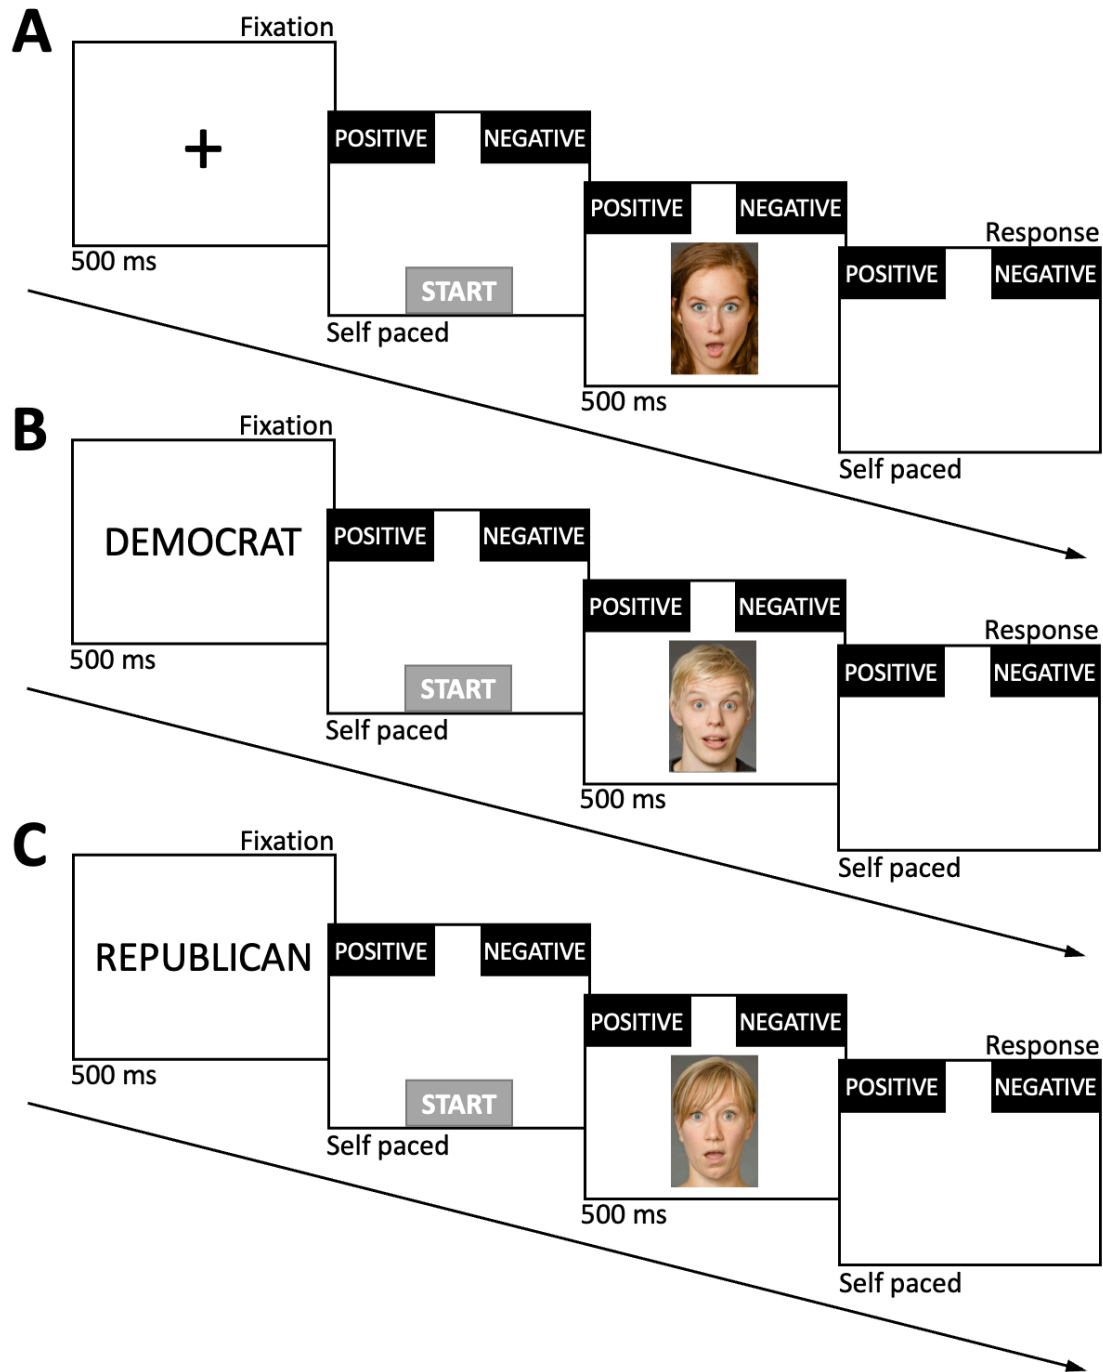 A
Fixation
+
500 ms
POSITIVE NEGATIVE
START
Self paced
POSITIVE NEGATIVE
500 ms
Response
POSITIVE NEGATIVE
Self paced
B
Fixation
DEMOCRAT
500 ms
POSITIVE NEGATIVE
START
Self paced
POSITIVE NEGATIVE
500 ms
Response
POSITIVE NEGATIVE
Self paced
C
Fixation
REPUBLICAN
500 ms
POSITIVE NEGATIVE
START
Self paced
POSITIVE NEGATIVE
500 ms
Response
POSITIVE NEGATIVE
Self paced